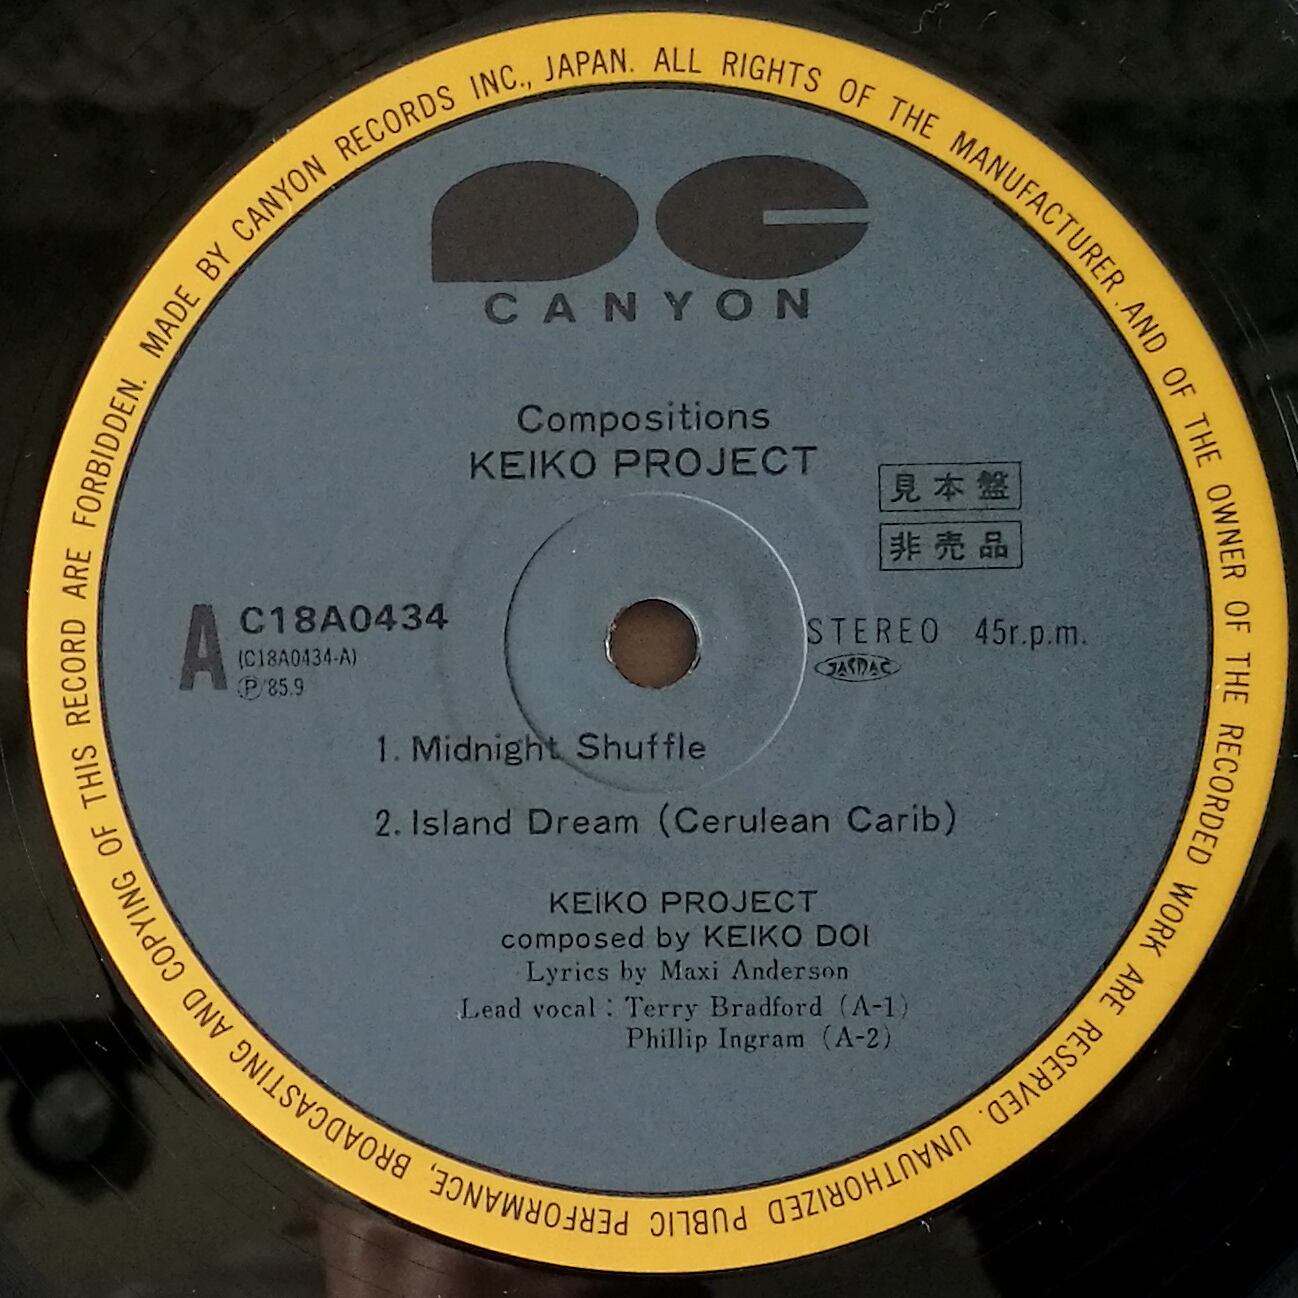 MADE BY CANYON RECORDS INC., JAPAN. ALL RIGHTS OF THE MANUFACTURER AND OF THE OWNER OF THE RECORDED WORK ARE RESERVED. UNAUTHORIZED PUBLIC PERFORMANCE, BROADCASTING AND COPYING OF THIS RECORD ARE FORBIDDEN.
PC
CANYON
Compositions
KEIKO PROJECT
見本盤
非売品
A C18A0434
(C18A0434-A)
Ⓟ'85.9
STEREO 45r.p.m.
JASRAC
1. Midnight Shuffle
2. Island Dream (Cerulean Carib)
KEIKO PROJECT
composed by KEIKO DOI
Lyrics by Maxi Anderson
Lead vocal : Terry Bradford (A-1)
Phillip Ingram (A-2)